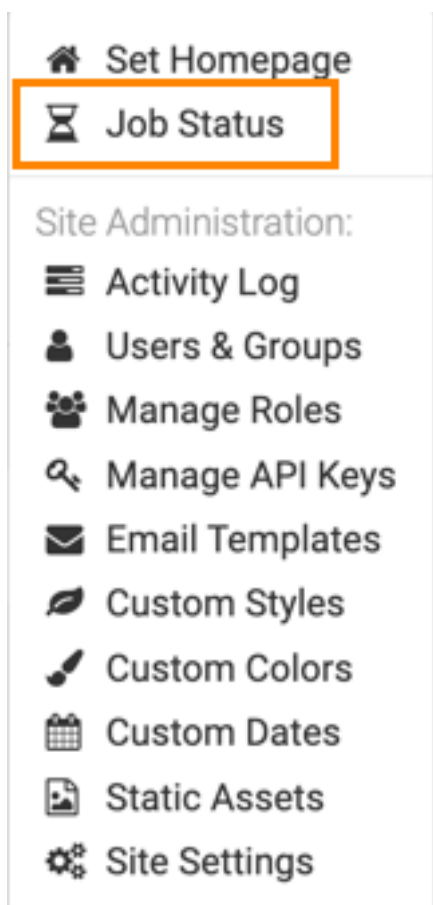 Set Homepage
Job Status
Site Administration:
Activity Log
Users & Groups
Manage Roles
Manage API Keys
Email Templates
Custom Styles
Custom Colors
Custom Dates
Static Assets
Site Settings